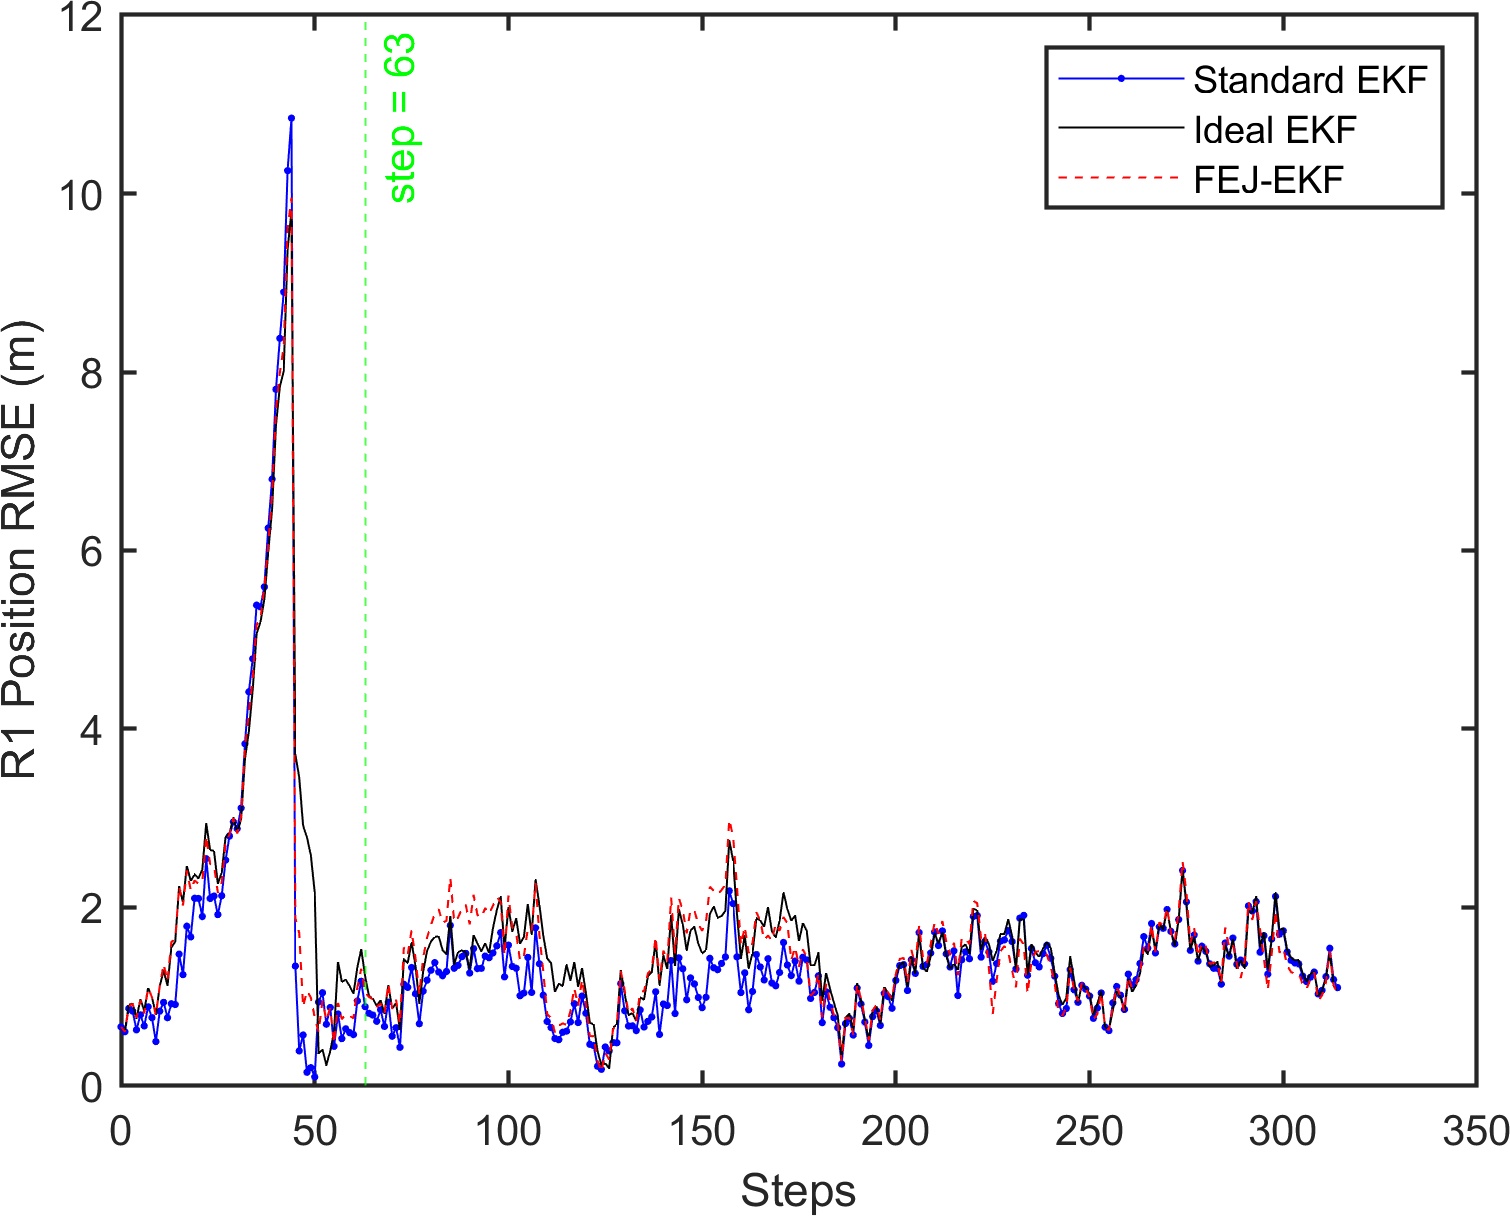 12
10
8
6
4
2
0
R1 Position RMSE (m)
step = 63
Standard EKF
Ideal EKF
FEJ-EKF
0 50 100 150 200 250 300 350
Steps